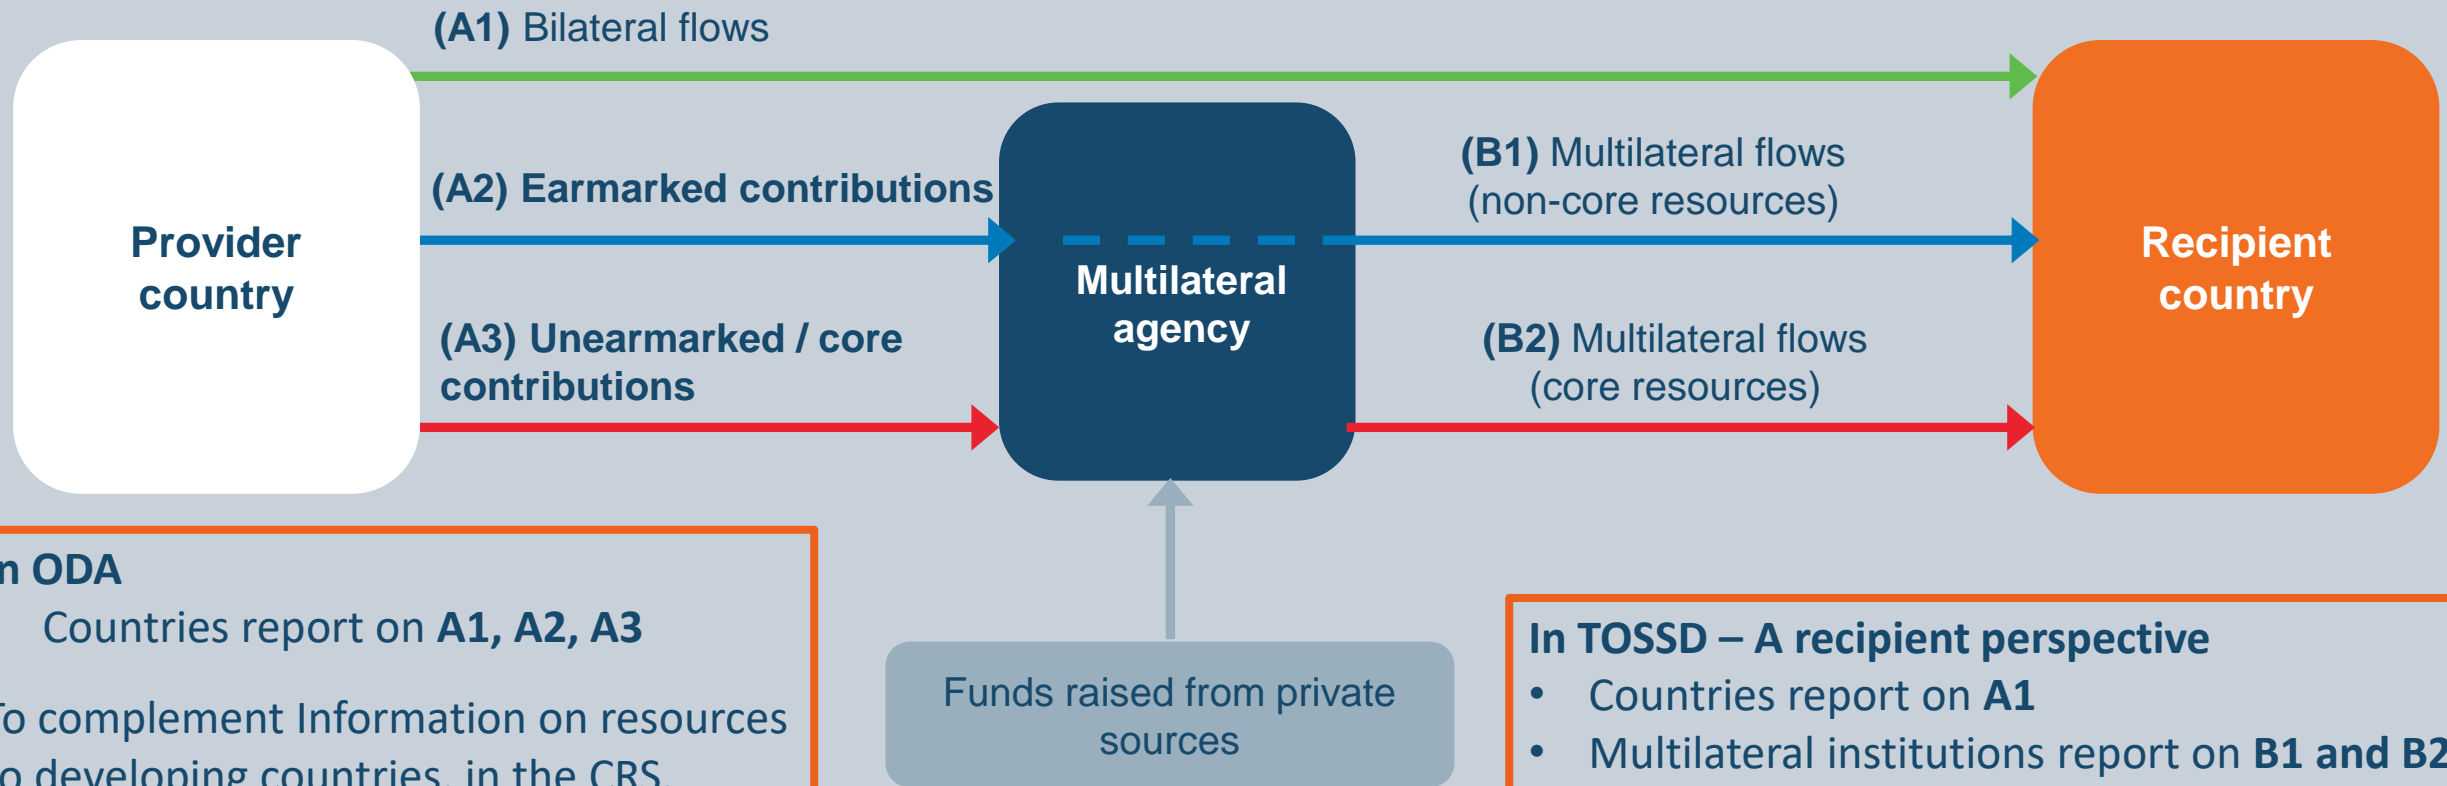 (A1) Bilateral flows
(A2) Earmarked contributions
(B1) Multilateral flows
(non-core resources)
Provider
country
Multilateral
agency
Recipient
country
(A3) Unearmarked / core
contributions
(B2) Multilateral flows
(core resources)
n ODA
Countries report on A1, A2, A3
o complement Information on resources
o developing countries, in the CRS,
Funds raised from private
sources
In TOSSD – A recipient perspective
• Countries report on A1
• Multilateral institutions report on B1 and B2